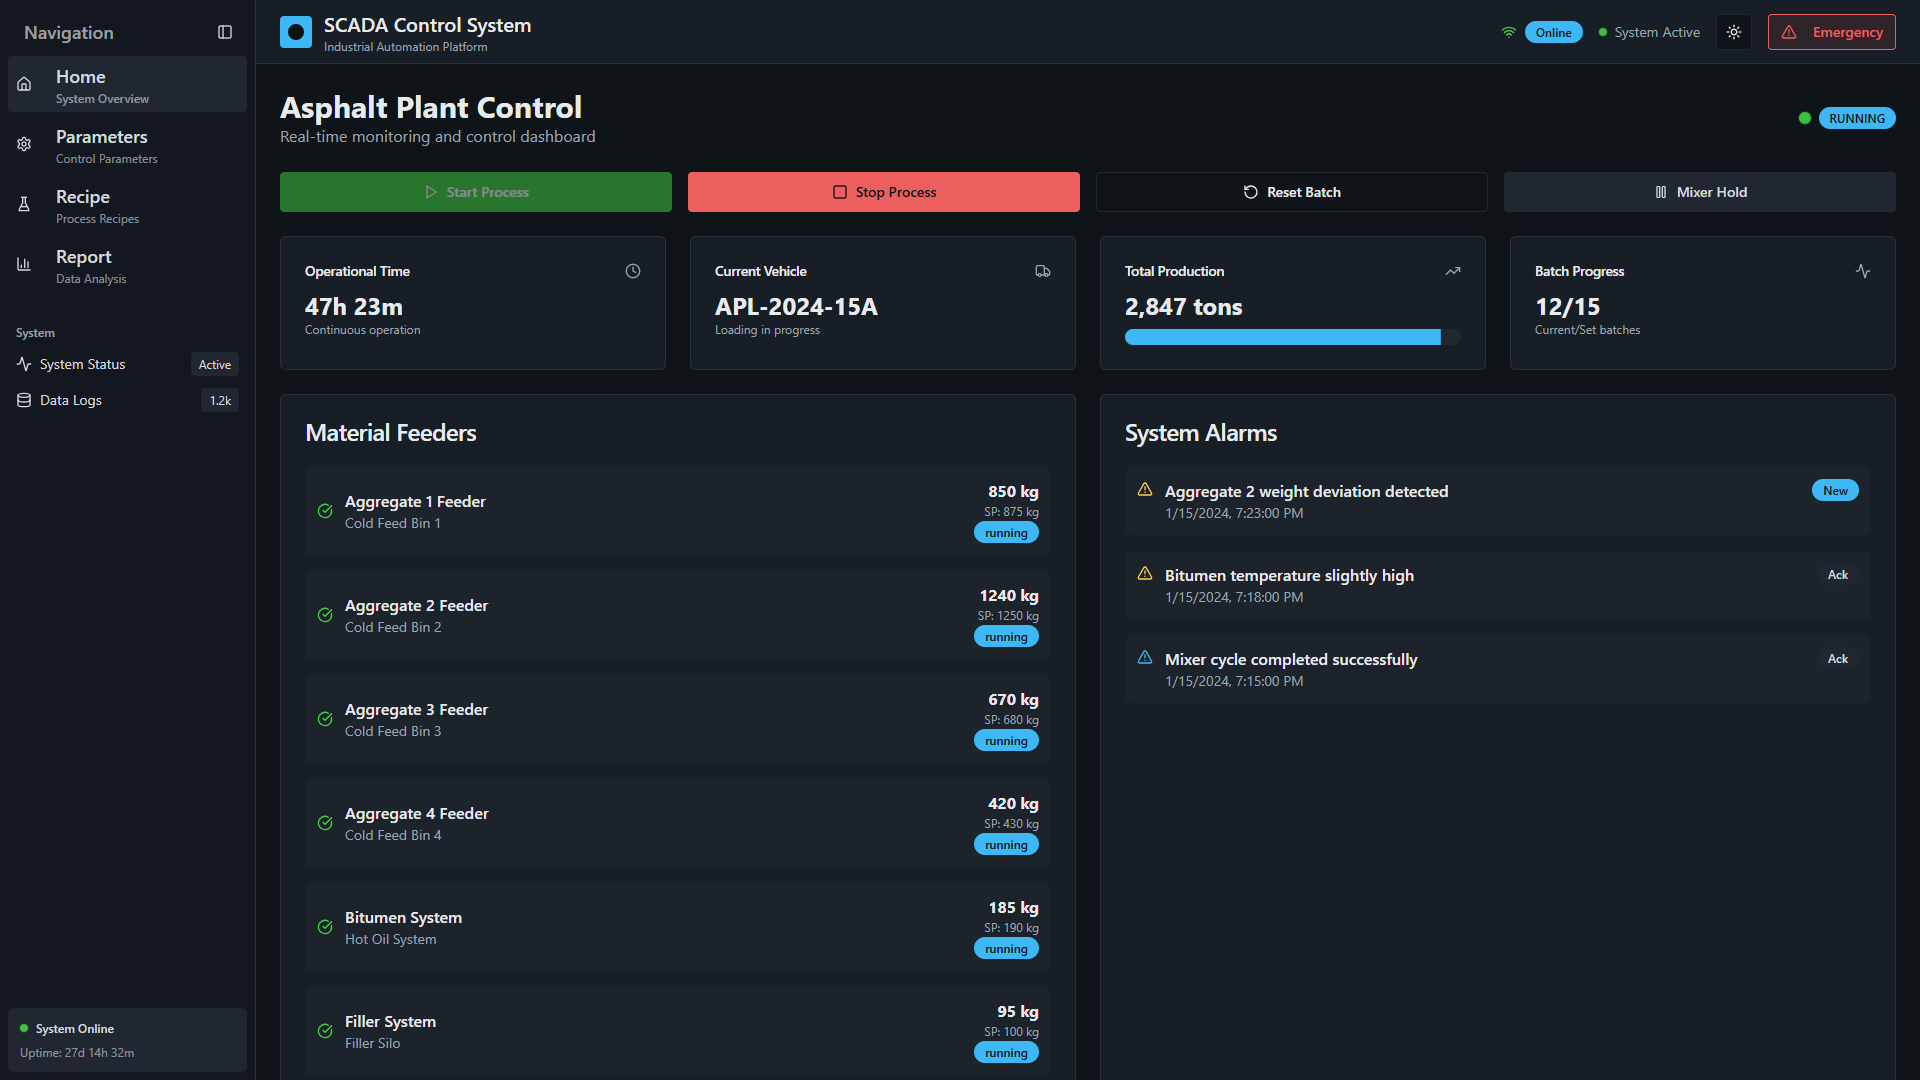 Navigation
Home
System Overview
Parameters
Control Parameters
Recipe
Process Recipes
Report
Data Analysis
System
System Status
Active
Data Logs
1.2k
System Online
Uptime: 27d 14h 32m
SCADA Control System
Industrial Automation Platform
Online
System Active
Emergency
Asphalt Plant Control
Real-time monitoring and control dashboard
RUNNING
Start Process
Stop Process
Reset Batch
Mixer Hold
Operational Time
47h 23m
Continuous operation
Current Vehicle
APL-2024-15A
Loading in progress
Total Production
2,847 tons
Batch Progress
12/15
Current/Set batches
Material Feeders
Aggregate 1 Feeder
Cold Feed Bin 1
850 kg
SP: 875 kg
running
Aggregate 2 Feeder
Cold Feed Bin 2
1240 kg
SP: 1250 kg
running
Aggregate 3 Feeder
Cold Feed Bin 3
670 kg
SP: 680 kg
running
Aggregate 4 Feeder
Cold Feed Bin 4
420 kg
SP: 430 kg
running
Bitumen System
Hot Oil System
185 kg
SP: 190 kg
running
Filler System
Filler Silo
95 kg
SP: 100 kg
running
System Alarms
Aggregate 2 weight deviation detected
1/15/2024, 7:23:00 PM
New
Bitumen temperature slightly high
1/15/2024, 7:18:00 PM
Ack
Mixer cycle completed successfully
1/15/2024, 7:15:00 PM
Ack